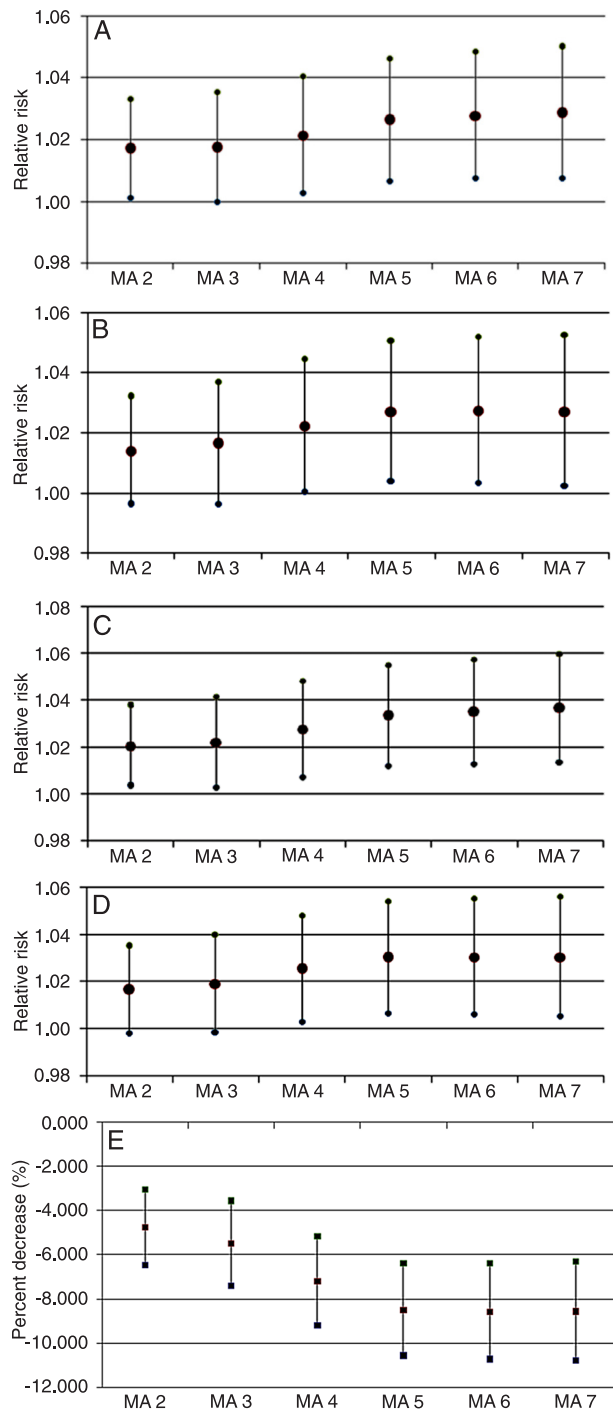 A
Relative risk
1.06
1.04
1.02
1.00
0.98
MA 2 MA 3 MA 4 MA 5 MA 6 MA 7
B
Relative risk
1.06
1.04
1.02
1.00
0.98
MA 2 MA 3 MA 4 MA 5 MA 6 MA 7
C
Relative risk
1.08
1.06
1.04
1.02
1.00
0.98
MA 2 MA 3 MA 4 MA 5 MA 6 MA 7
D
Relative risk
1.06
1.04
1.02
1.00
0.98
MA 2 MA 3 MA 4 MA 5 MA 6 MA 7
E
Percent decrease (%)
0.000
-2.000
-4.000
-6.000
-8.000
-10.000
-12.000
MA 2 MA 3 MA 4 MA 5 MA 6 MA 7